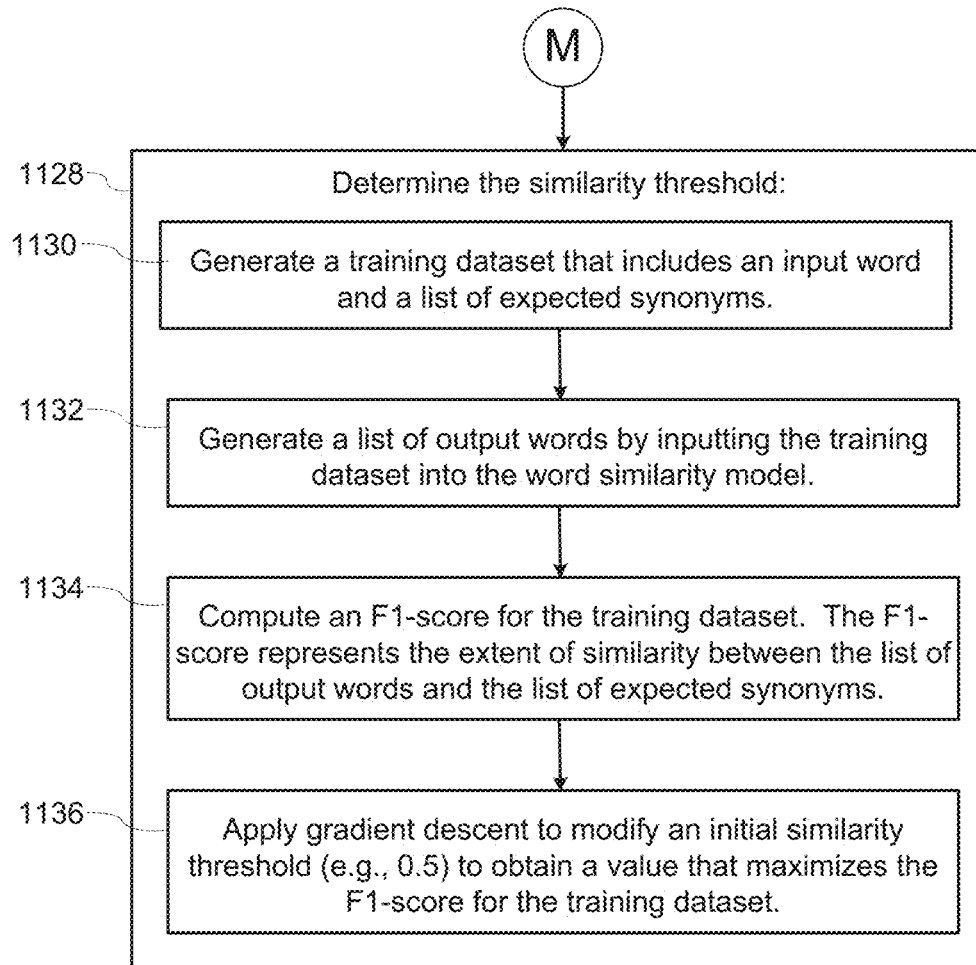 M
1128
Determine the similarity threshold:
1130
Generate a training dataset that includes an input word
and a list of expected synonyms.
1132
Generate a list of output words by inputting the training
dataset into the word similarity model.
1134
Compute an F1-score for the training dataset. The F1-
score represents the extent of similarity between the list of
output words and the list of expected synonyms.
1136
Apply gradient descent to modify an initial similarity
threshold (e.g., 0.5) to obtain a value that maximizes the
F1-score for the training dataset.